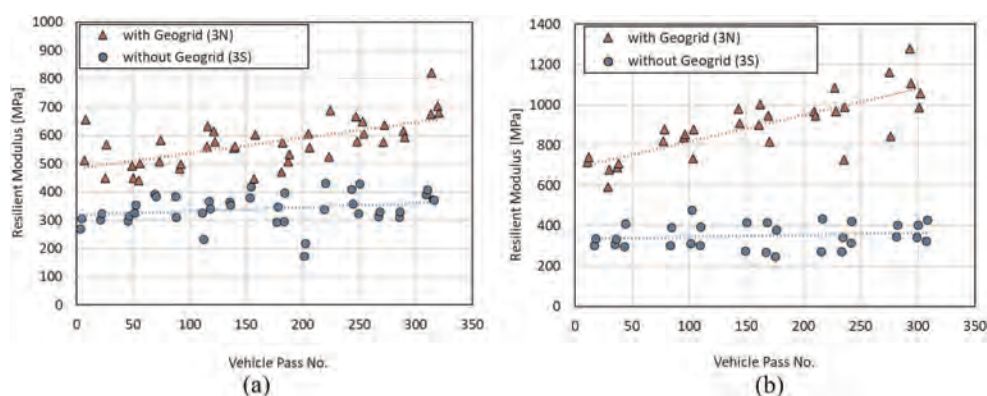 1000
900
800
700
600
500
400
300
200
100
0
0 50 100 150 200 250 300 350
Resilient Modulus [MPa]
Vehicle Pass No.
with Geogrid (3N)
without Geogrid (3S)
(a)
1400
1200
1000
800
600
400
200
0
0 50 100 150 200 250 300 350
Resilient Modulus [MPa]
Vehicle Pass No.
with Geogrid (3N)
without Geogrid (3S)
(b)